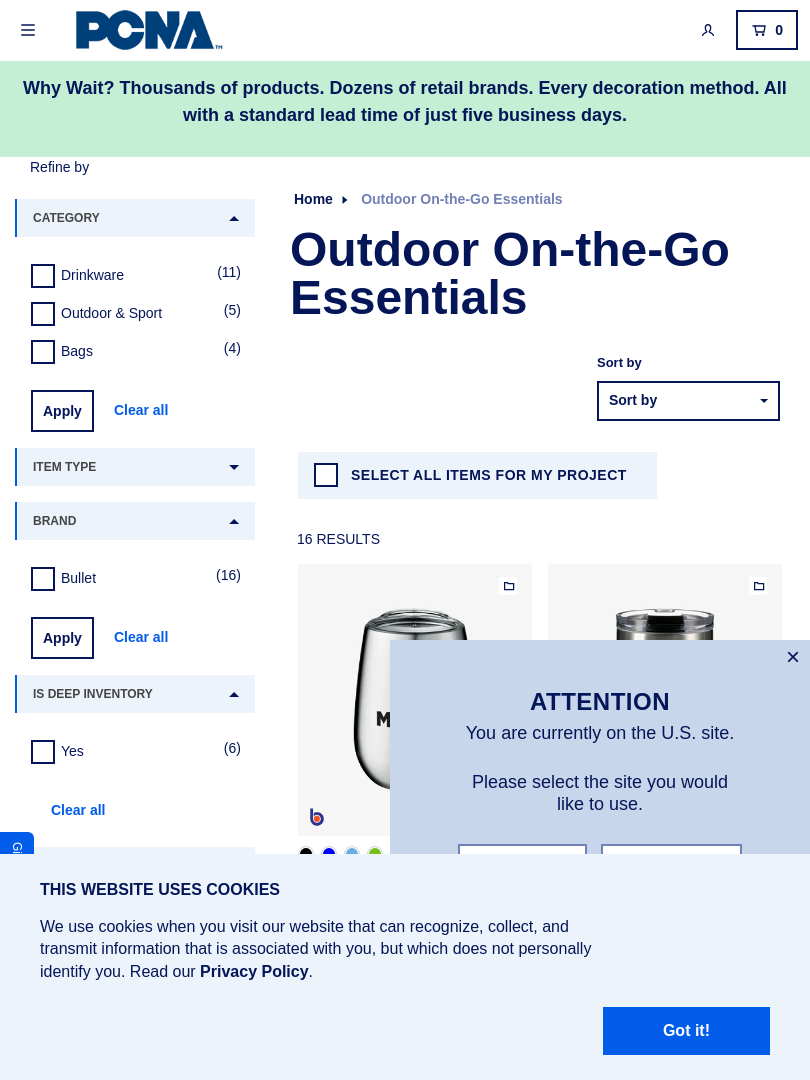 PCNA TM
0
Why Wait? Thousands of products. Dozens of retail brands. Every decoration method. All
with a standard lead time of just five business days.
Refine by
CATEGORY
Drinkware (11)
Outdoor & Sport (5)
Bags (4)
Apply Clear all
ITEM TYPE
BRAND
Bullet (16)
Apply Clear all
IS DEEP INVENTORY
Yes (6)
Clear all
Home Outdoor On-the-Go Essentials
Outdoor On-the-Go
Essentials
Sort by
Sort by
SELECT ALL ITEMS FOR MY PROJECT
16 RESULTS
b
ATTENTION
You are currently on the U.S. site.
Please select the site you would
like to use.
THIS WEBSITE USES COOKIES
We use cookies when you visit our website that can recognize, collect, and
transmit information that is associated with you, but which does not personally
identify you. Read our Privacy Policy.
Got it!